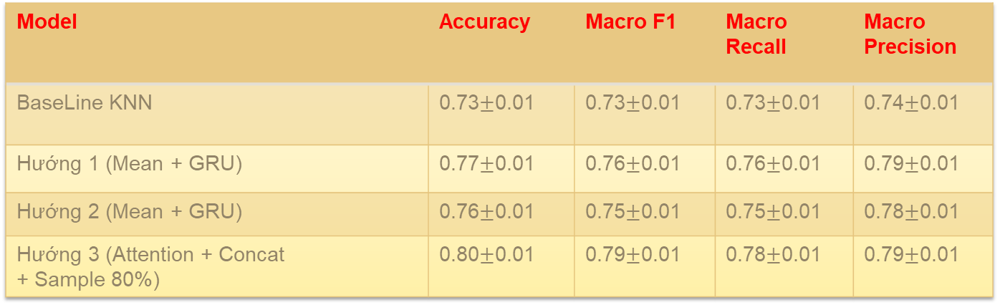 Model Accuracy Macro F1 Macro Recall Macro Precision
BaseLine KNN 0.73±0.01 0.73±0.01 0.73±0.01 0.74±0.01
Hướng 1 (Mean + GRU) 0.77±0.01 0.76±0.01 0.76±0.01 0.79±0.01
Hướng 2 (Mean + GRU) 0.76±0.01 0.75±0.01 0.75±0.01 0.78±0.01
Hướng 3 (Attention + Concat + Sample 80%) 0.80±0.01 0.79±0.01 0.78±0.01 0.79±0.01